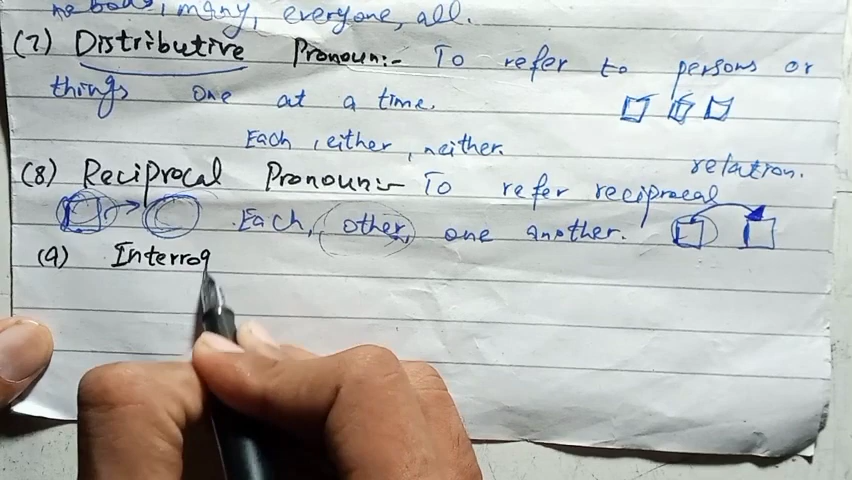 nobody, many, everyone, all.
(7) Distributive Pronoun:- To refer to persons or
things one at a time.
Each, either, neither.
(8) Reciprocal Pronoun:- To refer reciprocal relation.
Each, other, one another.
(9) Interrog